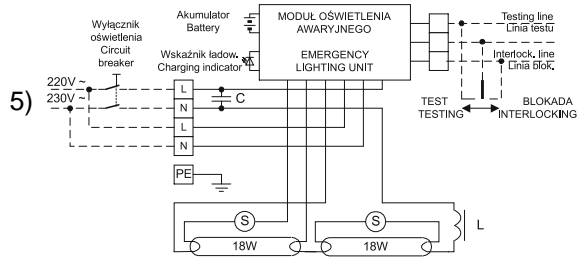 Wyłącznik
oświetlenia
Circuit
breaker
Akumulator
Battery
Wskaźnik ładow.
Charging indicator
MODUŁ OŚWIETLENIA
AWARYJNEGO
EMERGENCY
LIGHTING UNIT
Testing line
Linia testu
Interlock. line
Linia blok.
5)
220V ~
230V ~
L
N
L
N
PE
C
TEST
TESTING
BLOKADA
INTERLOCKING
S
S
L
18W
18W